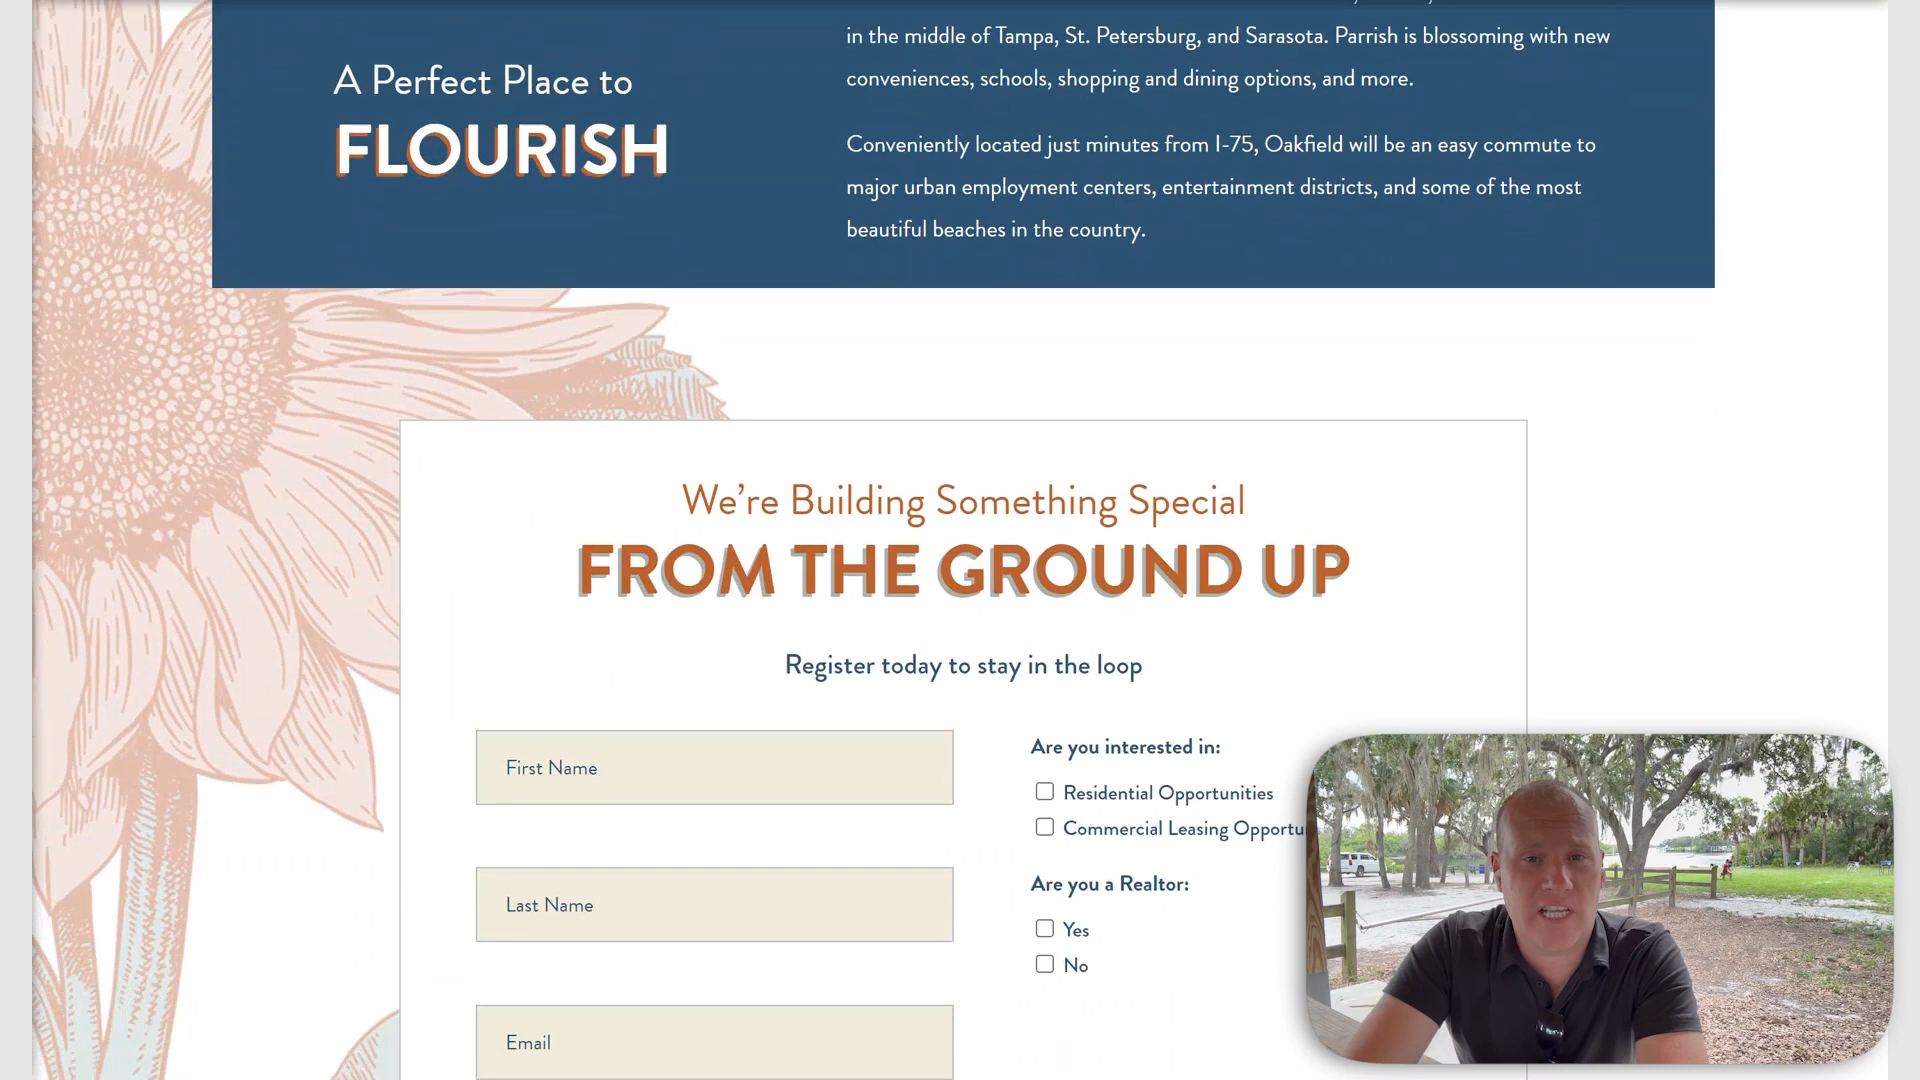 in the middle of Tampa, St. Petersburg, and Sarasota. Parrish is blossoming with new
conveniences, schools, shopping and dining options, and more.
A Perfect Place to
FLOURISH
Conveniently located just minutes from I-75, Oakfield will be an easy commute to
major urban employment centers, entertainment districts, and some of the most
beautiful beaches in the country.
We’re Building Something Special
FROM THE GROUND UP
Register today to stay in the loop
First Name
Last Name
Email
Are you interested in:
Residential Opportunities
Commercial Leasing Opportu
Are you a Realtor:
Yes
No